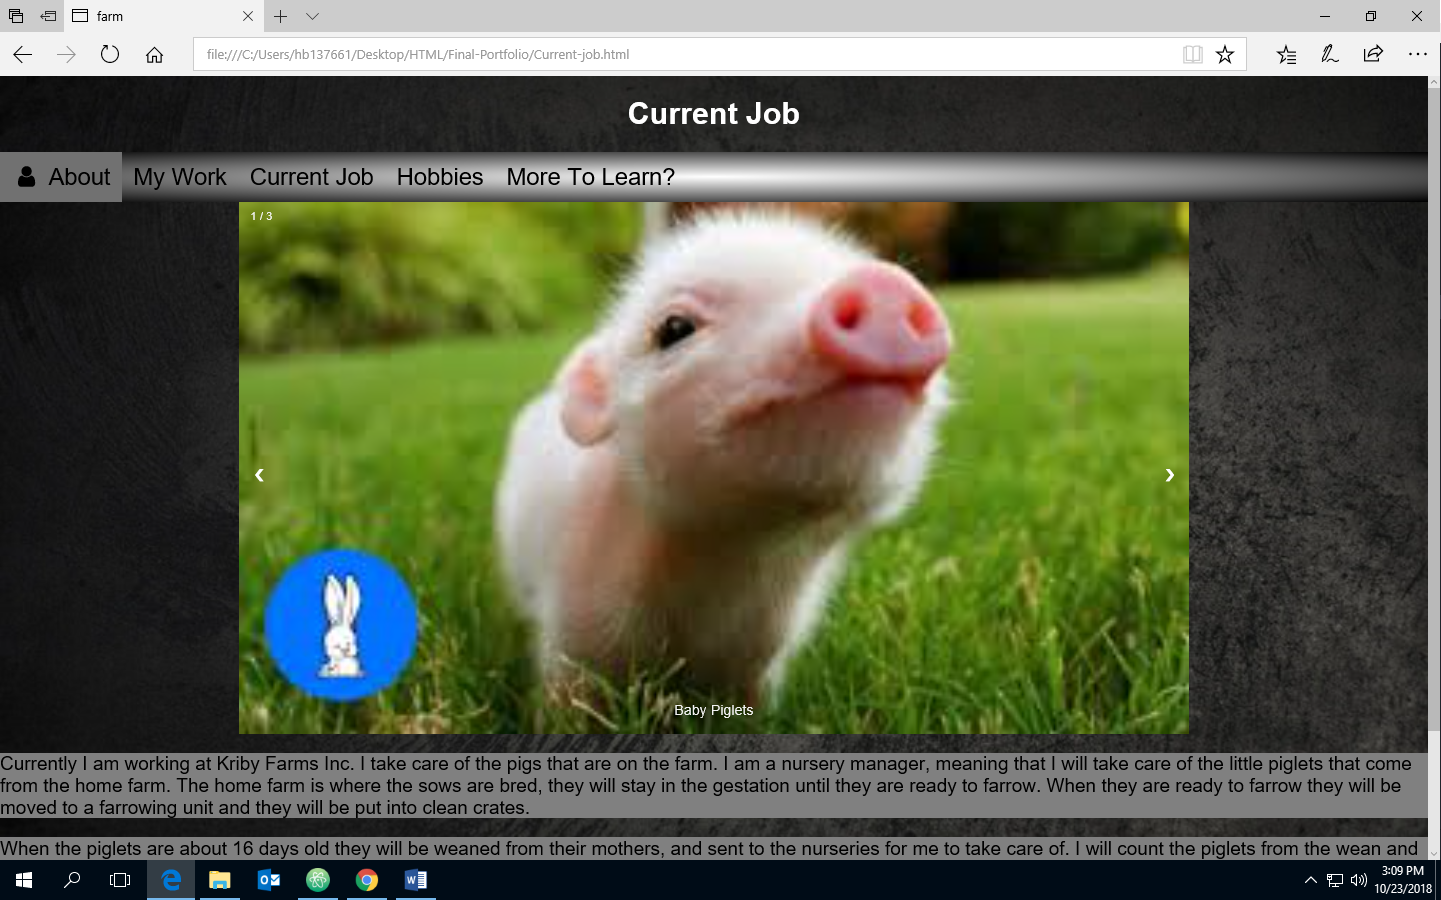 farm
file:///C:/Users/hb137661/Desktop/HTML/Final-Portfolio/Current-job.html
Current Job
About My Work Current Job Hobbies More To Learn?
1 / 3
‹ ›
Baby Piglets
Currently I am working at Kriby Farms Inc. I take care of the pigs that are on the farm. I am a nursery manager, meaning that I will take care of the little piglets that come
from the home farm. The home farm is where the sows are bred, they will stay in the gestation until they are ready to farrow. When they are ready to farrow they will be
moved to a farrowing unit and they will be put into clean crates.
When the piglets are about 16 days old they will be weaned from their mothers, and sent to the nurseries for me to take care of. I will count the piglets from the wean and
3:09 PM
10/23/2018